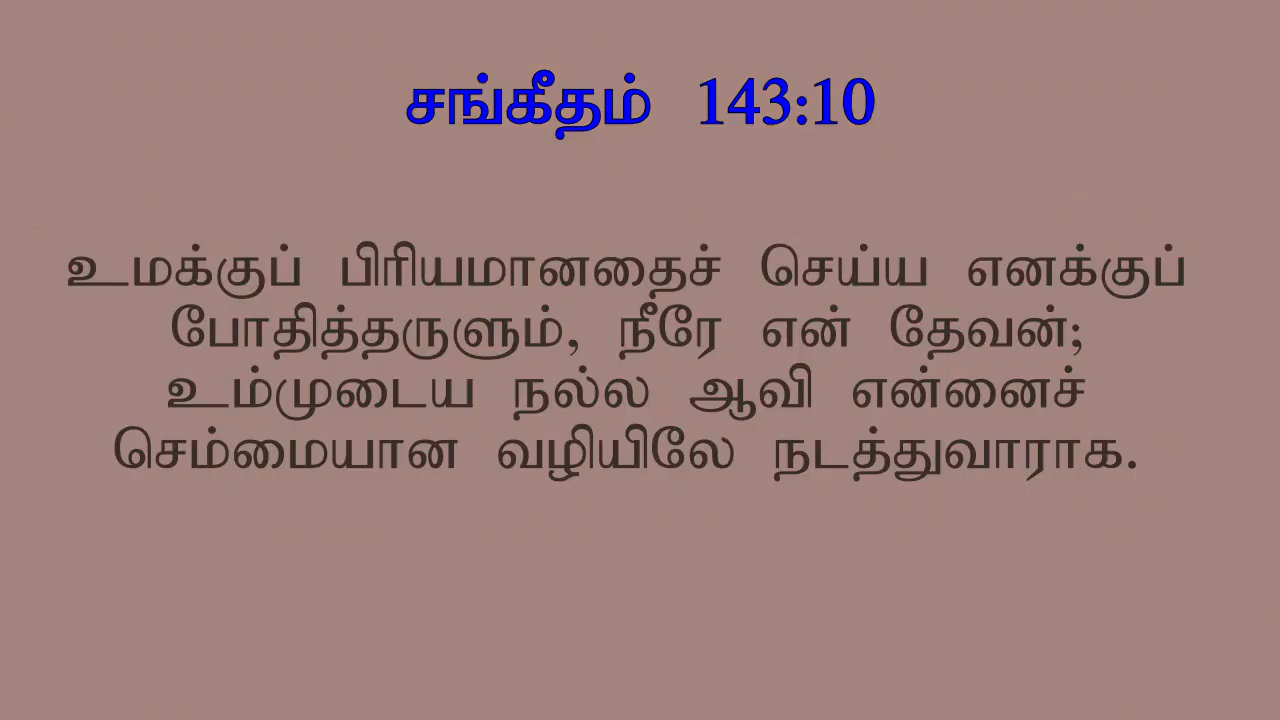 சங்கீதம் 143:10
உமக்குப் பிரியமானதைச் செய்ய எனக்குப்
போதித்தருளும், நீரே என் தேவன்;
உம்முடைய நல்ல ஆவி என்னைச்
செம்மையான வழியிலே நடத்துவாராக.